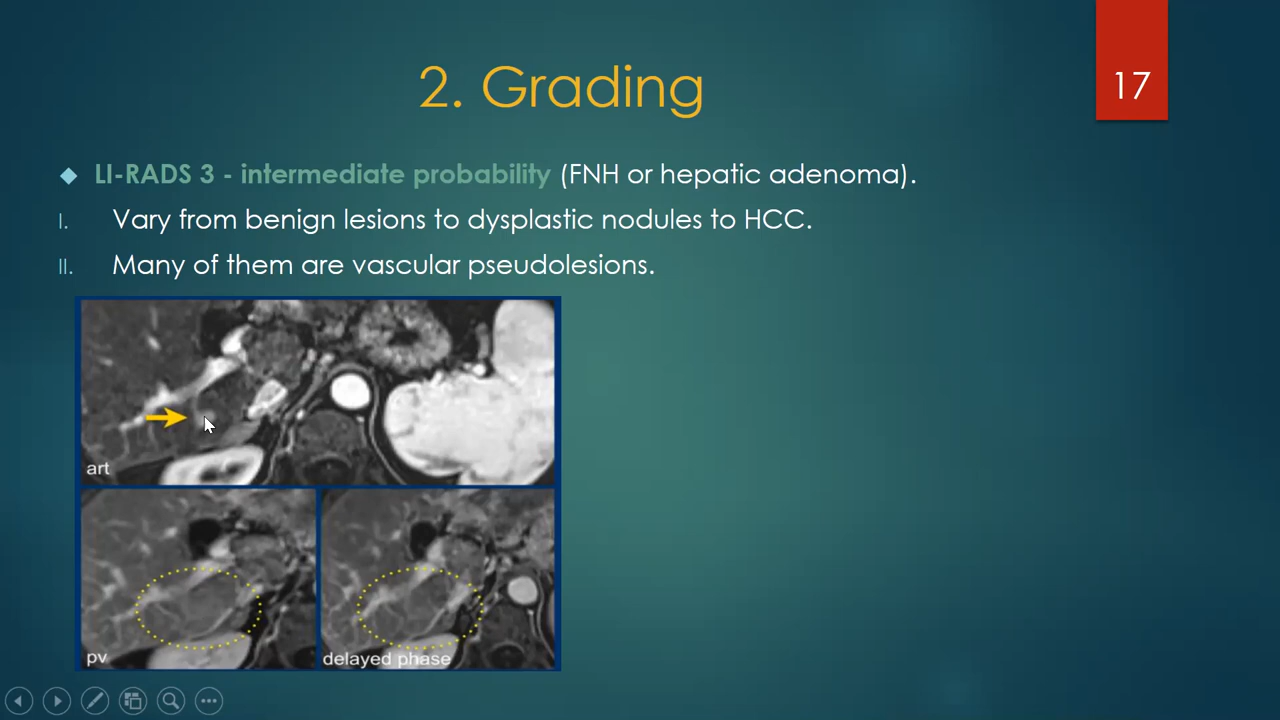 2. Grading
17
◆ LI-RADS 3 - intermediate probability (FNH or hepatic adenoma).
I. Vary from benign lesions to dysplastic nodules to HCC.
II. Many of them are vascular pseudolesions.
art
pv
delayed phase